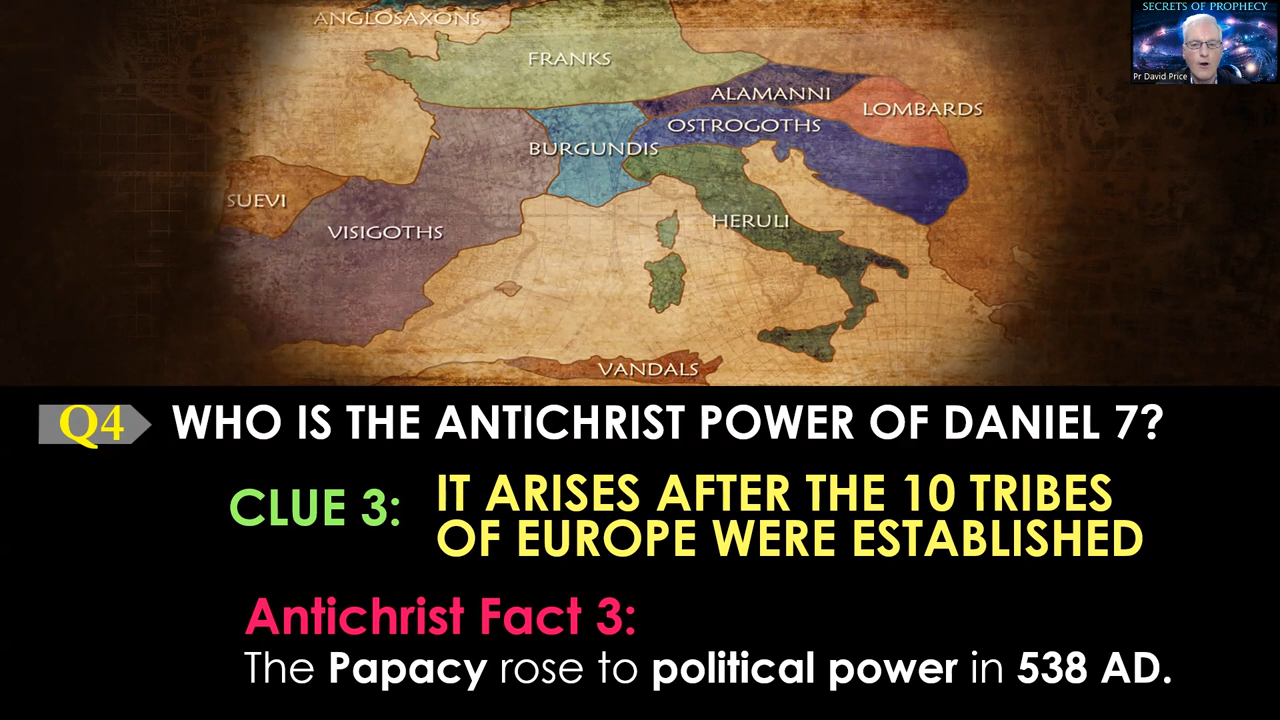 SECRETS OF PROPHECY
Pr David Price
ANGLOSAXONS
FRANKS
ALAMANNI
LOMBARDS
OSTROGOTHS
BURGUNDIS
SUEVI
HERULI
VISIGOTHS
VANDALS
Q4 WHO IS THE ANTICHRIST POWER OF DANIEL 7?
CLUE 3: IT ARISES AFTER THE 10 TRIBES
OF EUROPE WERE ESTABLISHED
Antichrist Fact 3:
The Papacy rose to political power in 538 AD.